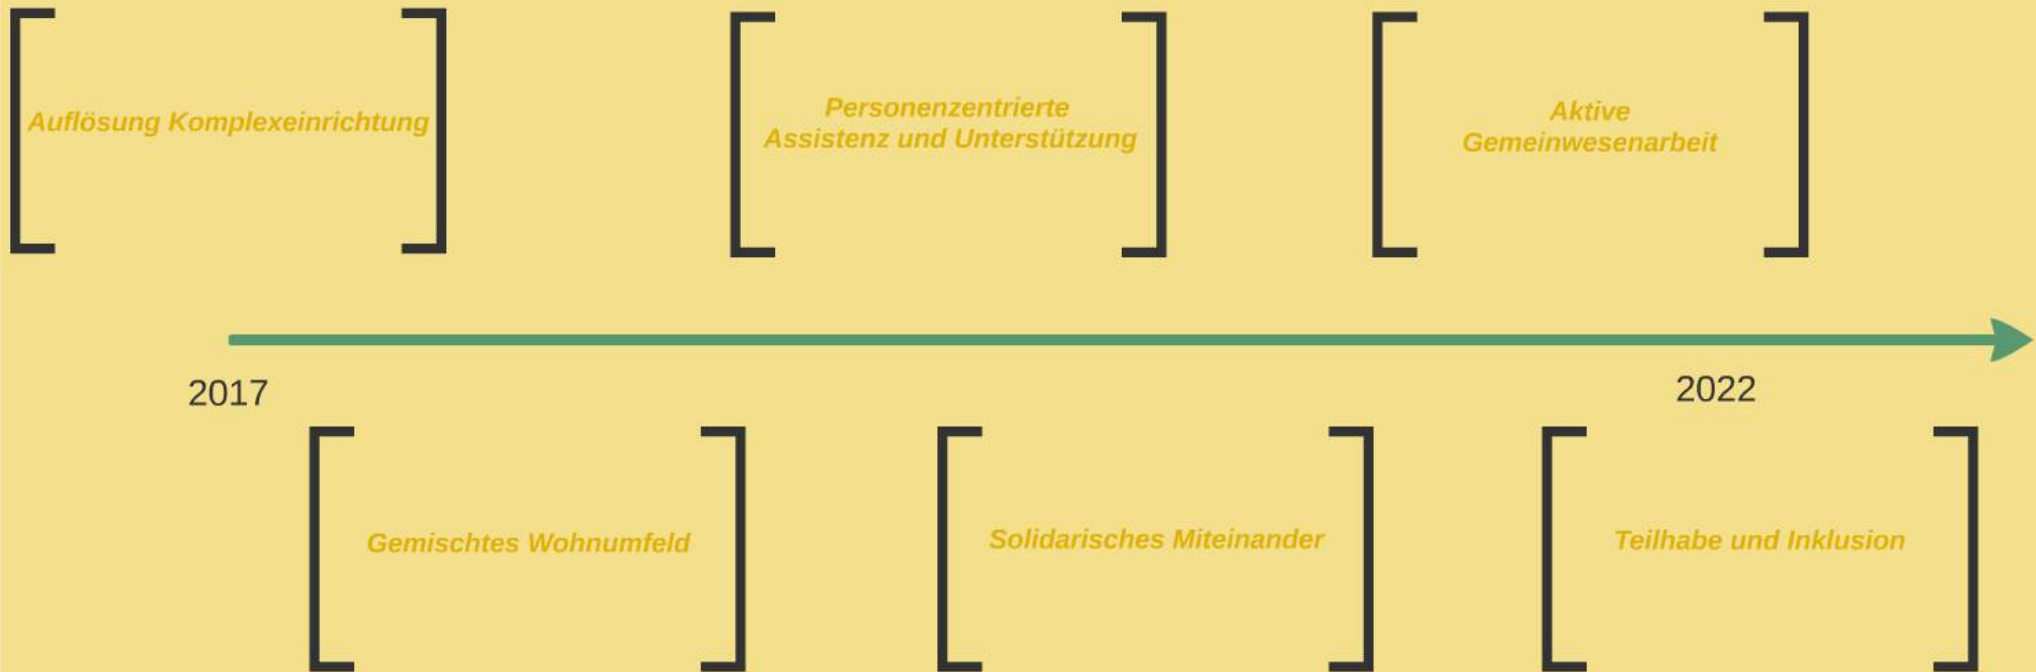 Auflösung Komplexeinrichtung
Personenzentrierte
Assistenz und Unterstützung
Aktive
Gemeinwesenarbeit
2017
2022
Gemischtes Wohnumfeld
Solidarisches Miteinander
Teilhabe und Inklusion